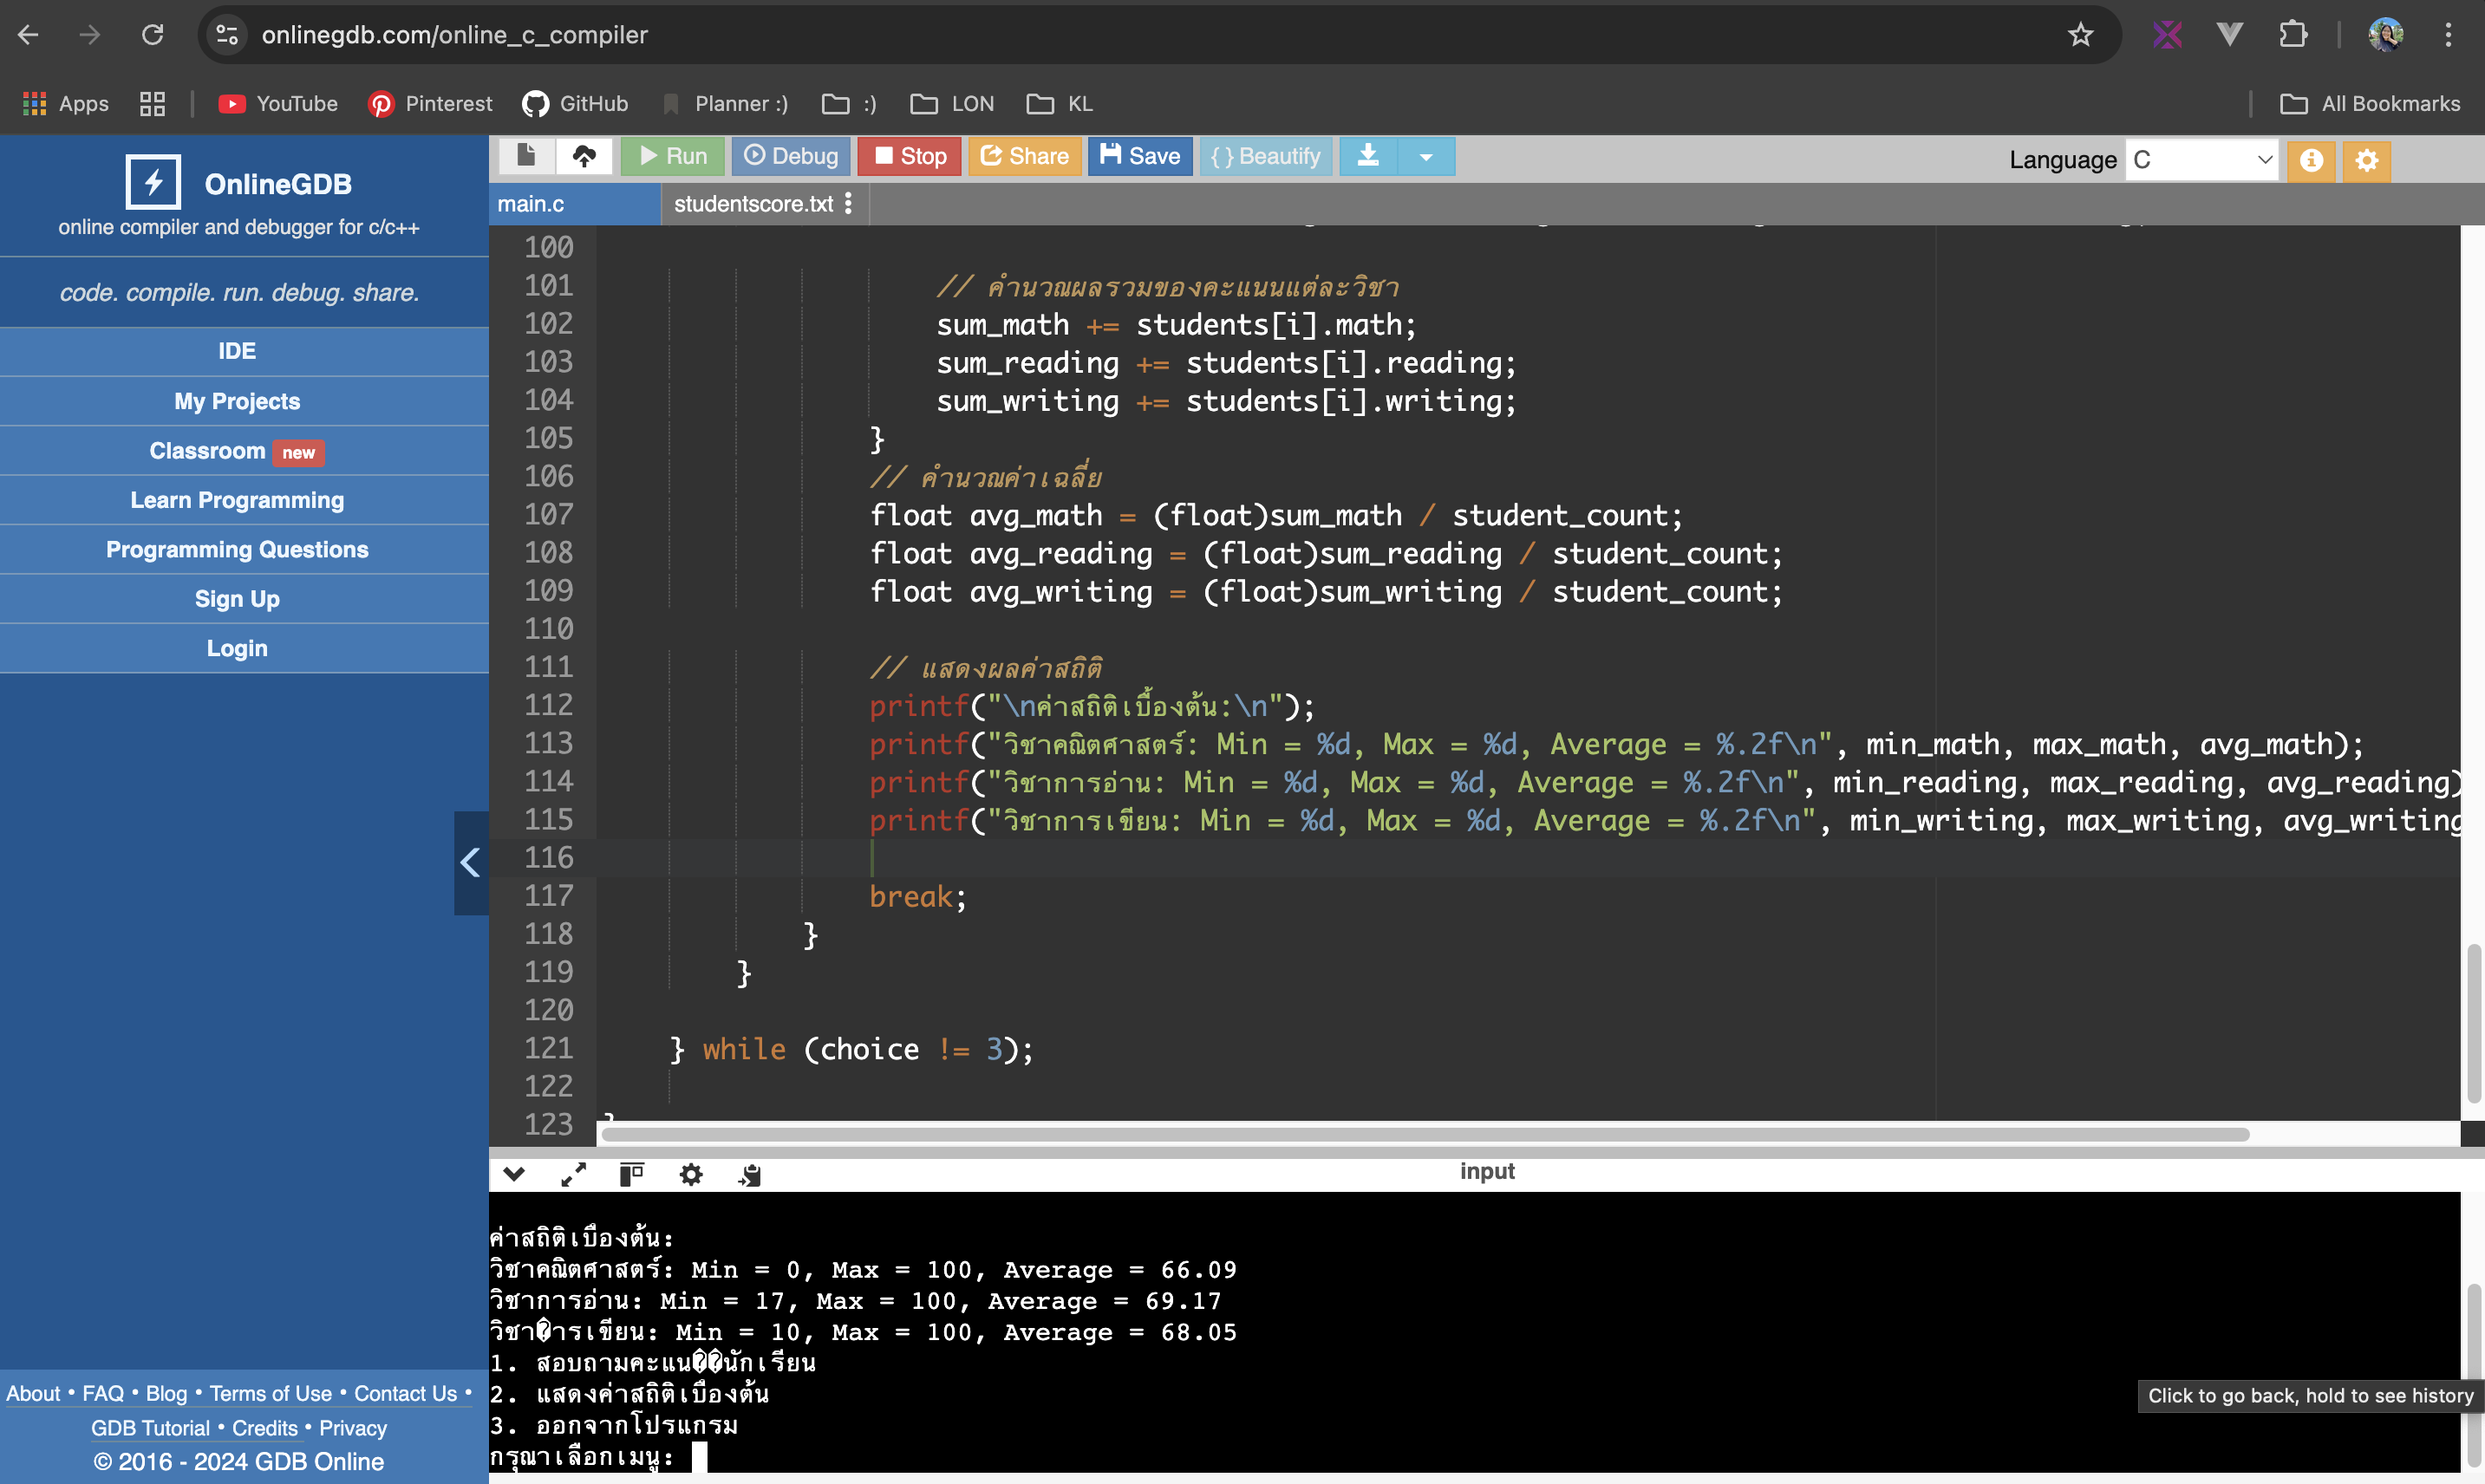 onlinegdb.com/online_c_compiler
Apps YouTube Pinterest GitHub Planner :) :) LON KL All Bookmarks
OnlineGDB
online compiler and debugger for c/c++
code. compile. run. debug. share.
IDE
My Projects
Classroom new
Learn Programming
Programming Questions
Sign Up
Login
About • FAQ • Blog • Terms of Use • Contact Us •
GDB Tutorial • Credits • Privacy
© 2016 - 2024 GDB Online
Run Debug Stop Share Save {} Beautify Language C
main.c studentscore.txt
100
101 // คำนวณผลรวมของคะแนนแต่ละวิชา
102 sum_math += students[i].math;
103 sum_reading += students[i].reading;
104 sum_writing += students[i].writing;
105 }
106 // คำนวณค่าเฉลี่ย
107 float avg_math = (float)sum_math / student_count;
108 float avg_reading = (float)sum_reading / student_count;
109 float avg_writing = (float)sum_writing / student_count;
110
111 // แสดงผลค่าสถิติ
112 printf("\nค่าสถิติเบื้องต้น:\n");
113 printf("วิชาคณิตศาสตร์: Min = %d, Max = %d, Average = %.2f\n", min_math, max_math, avg_math);
114 printf("วิชาการอ่าน: Min = %d, Max = %d, Average = %.2f\n", min_reading, max_reading, avg_reading)
115 printf("วิชาการเขียน: Min = %d, Max = %d, Average = %.2f\n", min_writing, max_writing, avg_writing
116
117 break;
118 }
119 }
120
121 } while (choice != 3);
122
123
input
ค่าสถิติเบื้องต้น:
วิชาคณิตศาสตร์: Min = 0, Max = 100, Average = 66.09
วิชาการอ่าน: Min = 17, Max = 100, Average = 69.17
วิชา�ารเขียน: Min = 10, Max = 100, Average = 68.05
1. สอบถามคะแน��นักเรียน
2. แสดงค่าสถิติเบื้องต้น
3. ออกจากโปรแกรม
กรุณาเลือกเมนู:
Click to go back, hold to see history